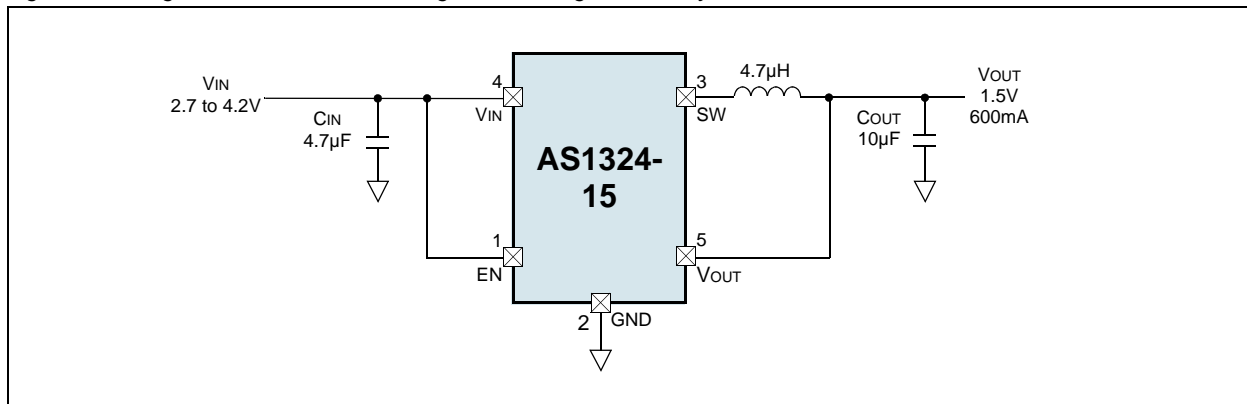 VIN
2.7 to 4.2V
CIN
4.7µF
4
VIN
1
EN
AS1324-
15
2
GND
3
SW
4.7µH
5
VOUT
COUT
10µF
VOUT
1.5V
600mA